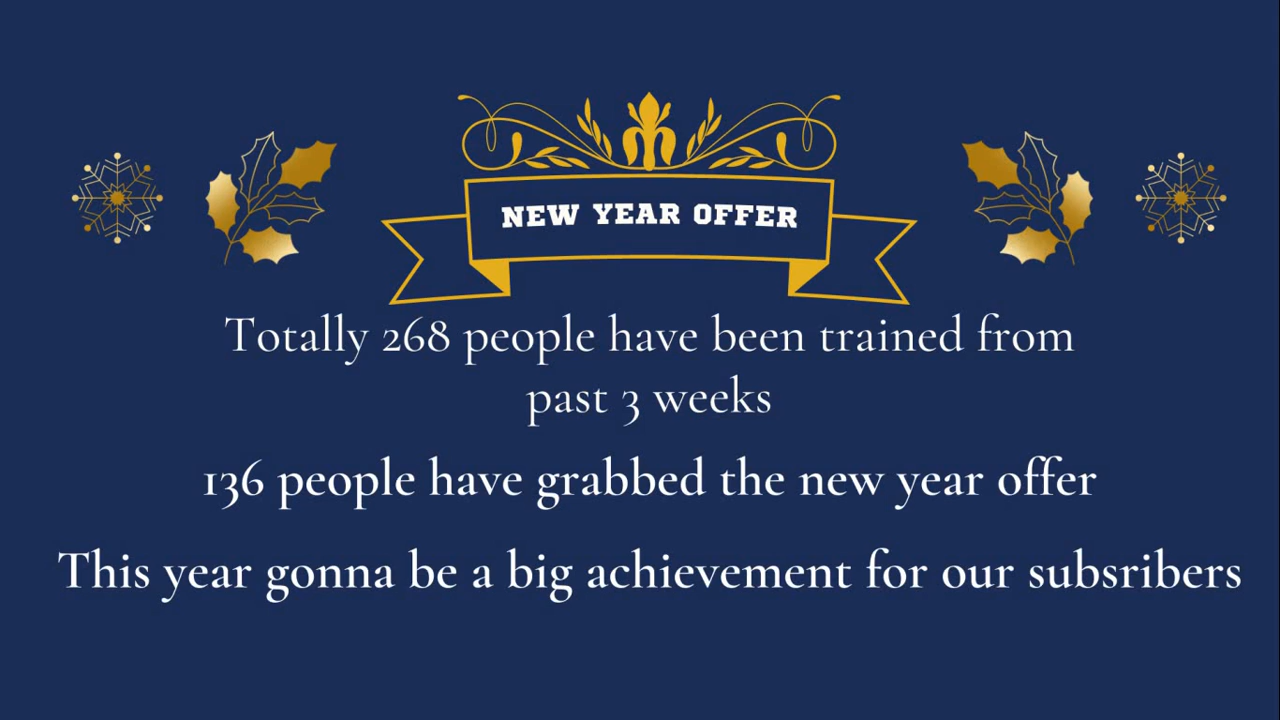 NEW YEAR OFFER
Totally 268 people have been trained from
past 3 weeks
136 people have grabbed the new year offer
This year gonna be a big achievement for our subsribers